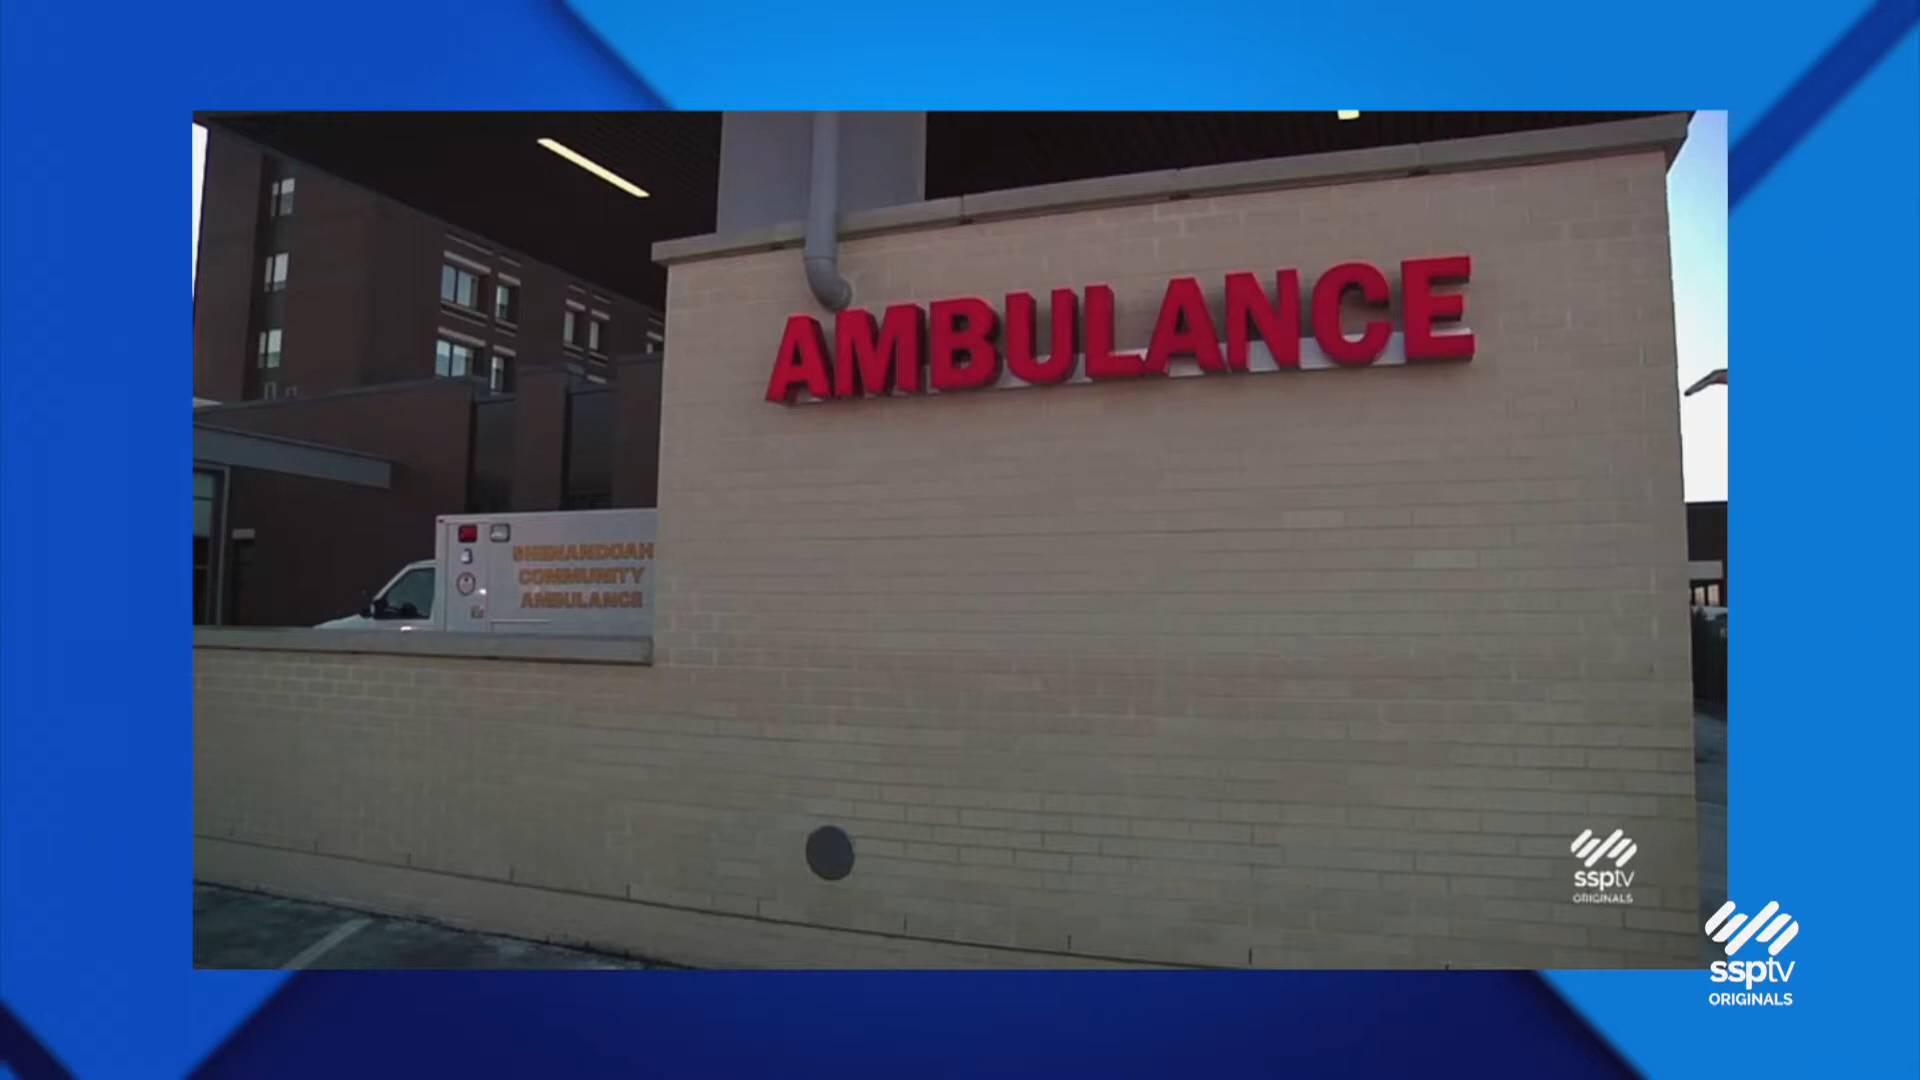 AMBULANCE
SHENANDOAH
COMMUNITY
AMBULANCE
ssptv
ORIGINALS
ssptv
ORIGINALS